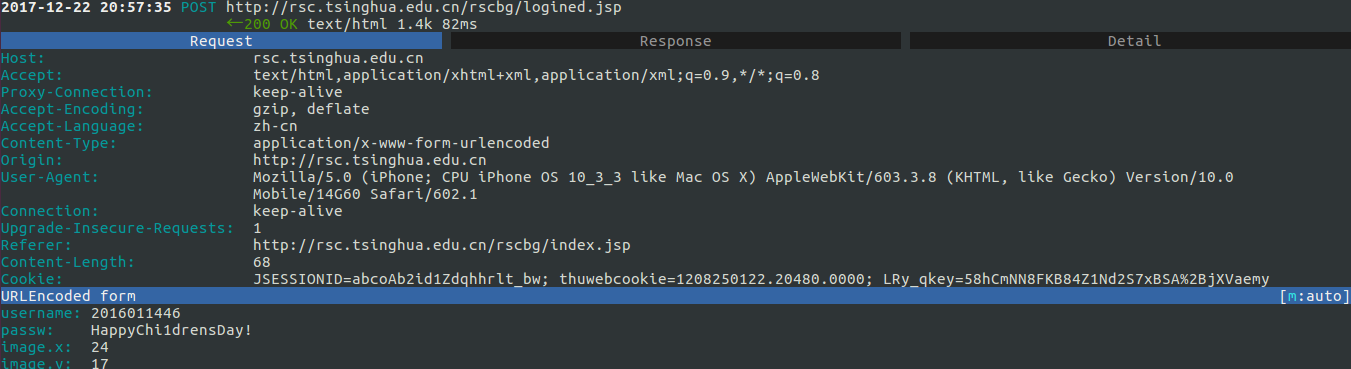 2017-12-22 20:57:35 POST http://rsc.tsinghua.edu.cn/rscbg/logined.jsp
←200 OK text/html 1.4k 82ms
Request Response Detail
Host: rsc.tsinghua.edu.cn
Accept: text/html,application/xhtml+xml,application/xml;q=0.9,*/*;q=0.8
Proxy-Connection: keep-alive
Accept-Encoding: gzip, deflate
Accept-Language: zh-cn
Content-Type: application/x-www-form-urlencoded
Origin: http://rsc.tsinghua.edu.cn
User-Agent: Mozilla/5.0 (iPhone; CPU iPhone OS 10_3_3 like Mac OS X) AppleWebKit/603.3.8 (KHTML, like Gecko) Version/10.0
Mobile/14G60 Safari/602.1
Connection: keep-alive
Upgrade-Insecure-Requests: 1
Referer: http://rsc.tsinghua.edu.cn/rscbg/index.jsp
Content-Length: 68
Cookie: JSESSIONID=abcoAb2id1Zdqhhrlt_bw; thuwebcookie=1208250122.20480.0000; LRy_qkey=58hCmNN8FKB84Z1Nd2S7xBSA%2BjXVaemy
URLEncoded form [m:auto]
username: 2016011446
passw: HappyChi1drensDay!
image.x: 24
image.y: 17